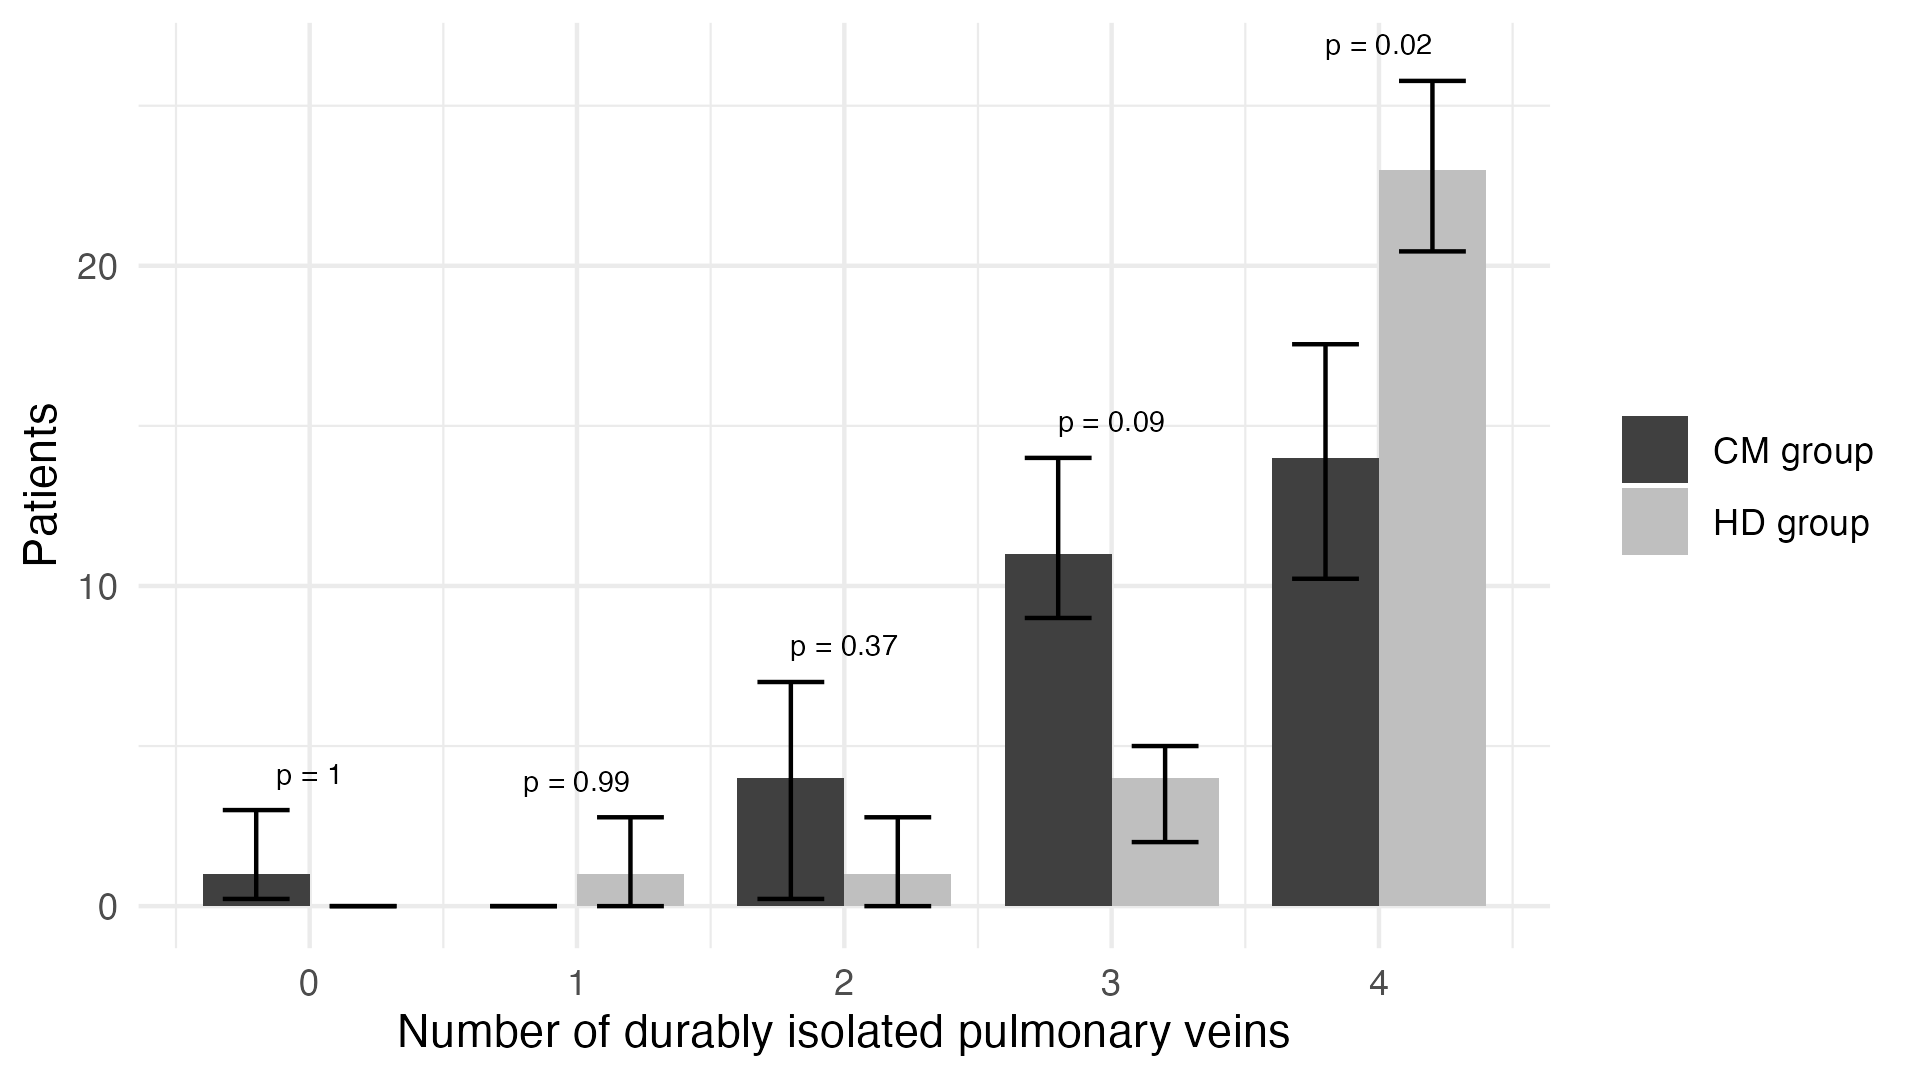 p = 0.02
20
p = 0.09
CM group
HD group
Patients
10
p = 0.37
p = 1
p = 0.99
0
0 1 2 3 4
Number of durably isolated pulmonary veins